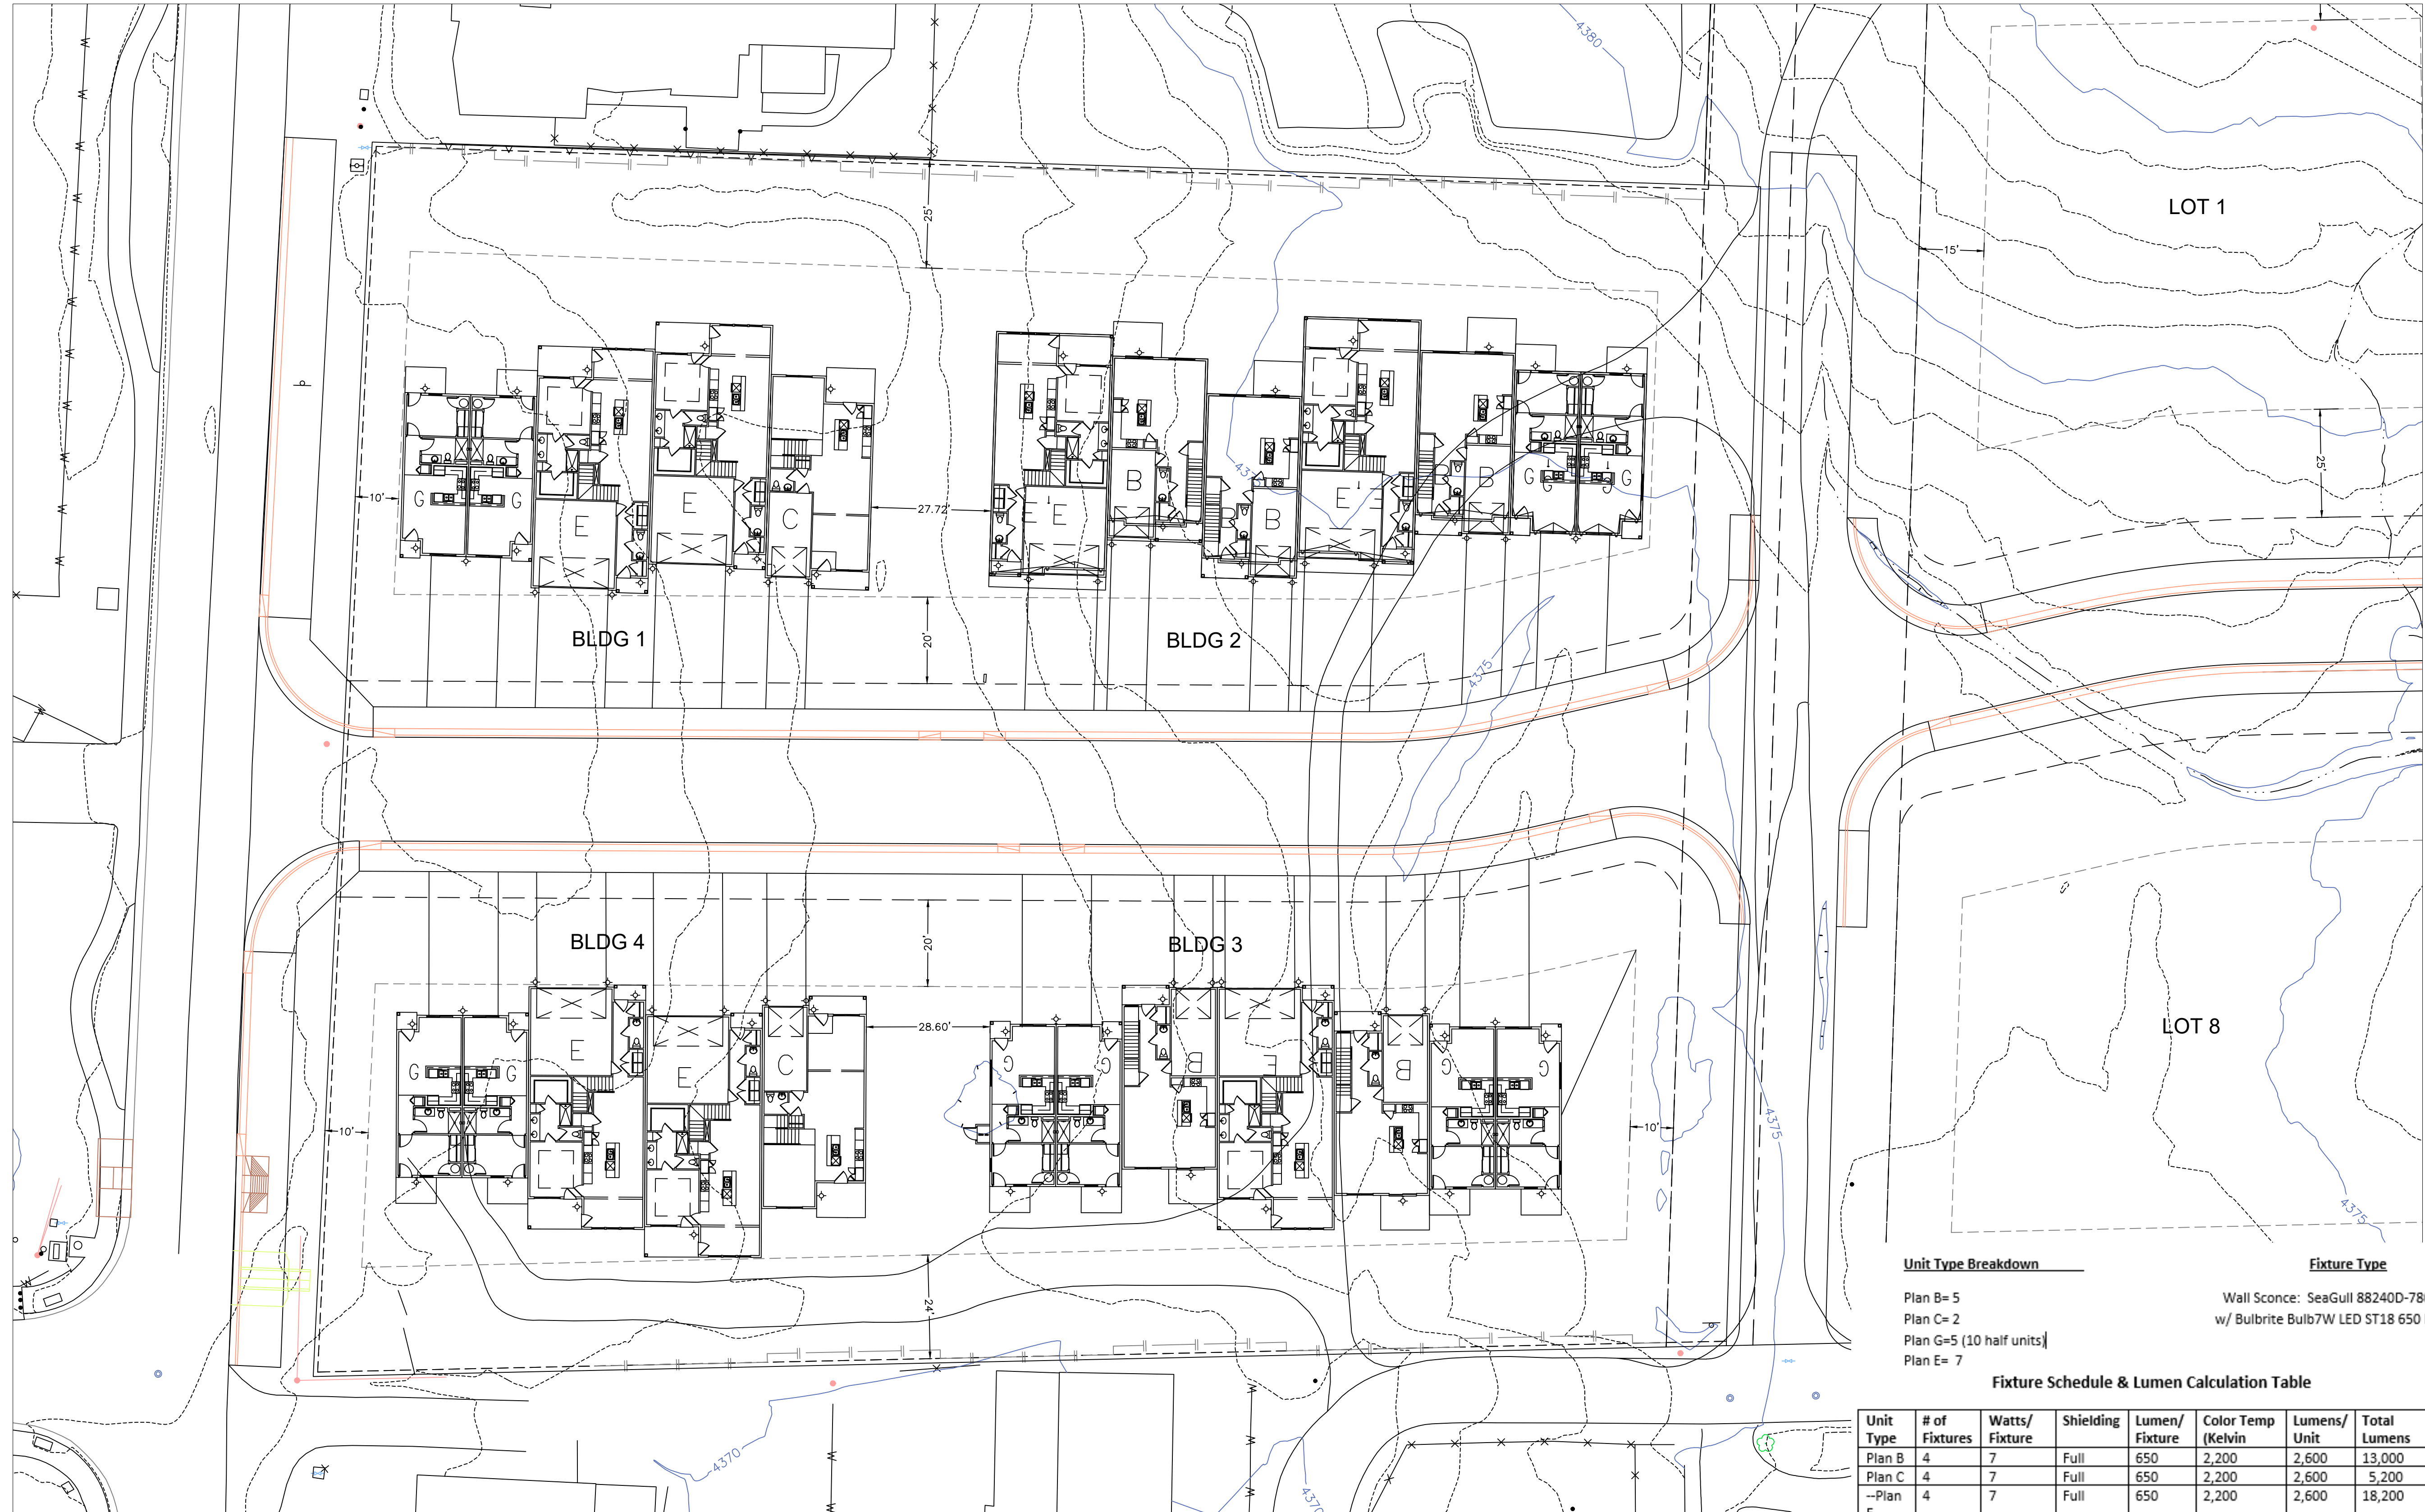 4380
LOT 1
15'
25'
25'
10'
27.72'
G
G
E
E
C
E
B
B
B
E
B
B
G
G
G
4375
BLDG 1
20'
BLDG 2
4375
BLDG 4
20'
BLDG 3
28.60'
G
G
E
E
C
G
G
B
E
B
G
G
10'
10'
LOT 8
4375
4375
24'
4370
4370
Unit Type Breakdown
Plan B= 5
Plan C= 2
Plan G=5 (10 half units)
Plan E= 7
Fixture Type
Wall Sconce: SeaGull 88240D-78
w/ Bulbrite Bulb7W LED ST18 650
Fixture Schedule & Lumen Calculation Table
Unit Type # of Fixtures Watts/ Fixture Shielding Lumen/ Fixture Color Temp (Kelvin Lumens/ Unit Total Lumens
Plan B 4 7 Full 650 2,200 2,600 13,000
Plan C 4 7 Full 650 2,200 2,600 5,200
--Plan 4 7 Full 650 2,200 2,600 18,200